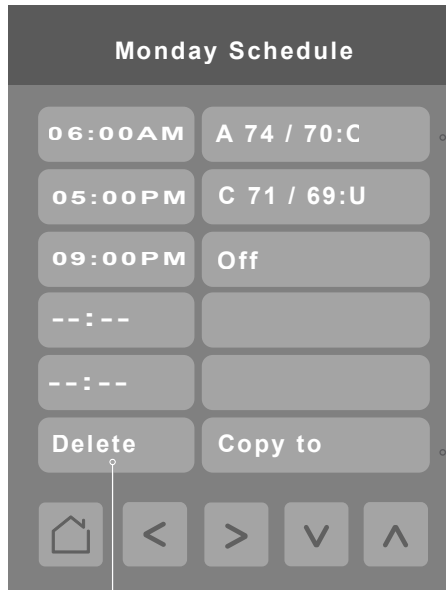 Monday Schedule
06:00AM A 74 / 70:C
05:00PM C 71 / 69:U
09:00PM Off
--:--
--:--
Delete Copy to